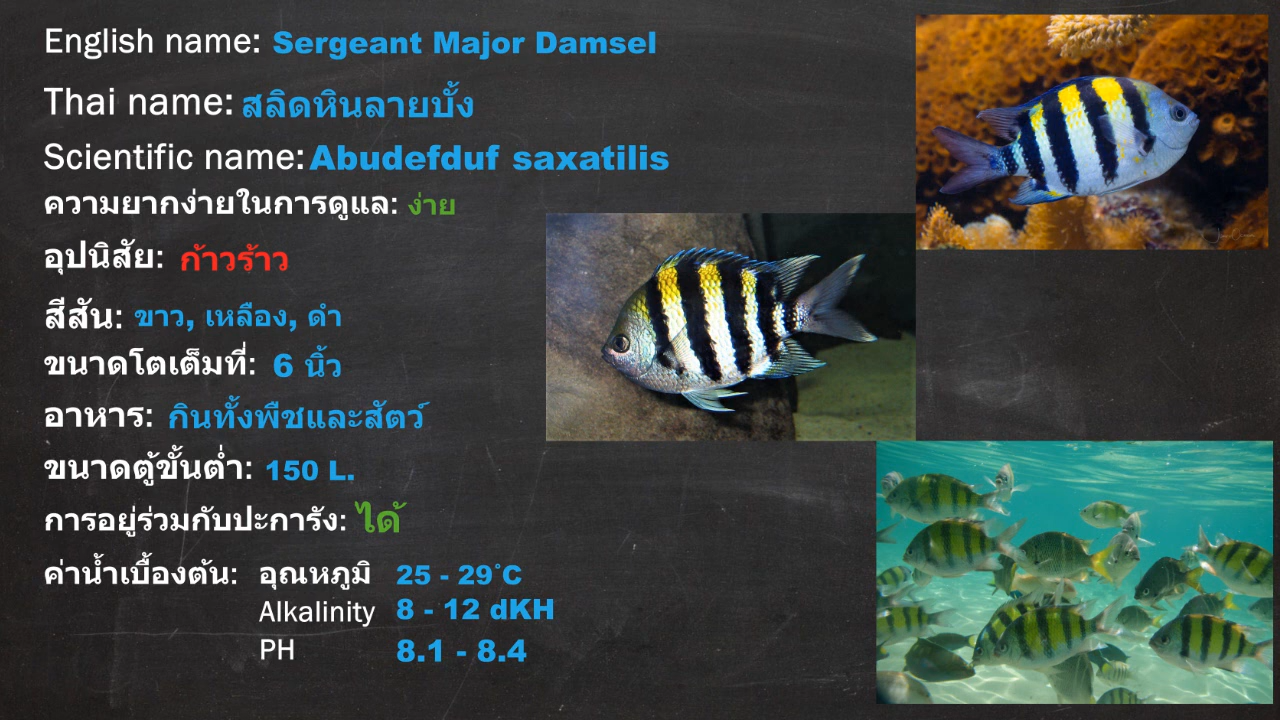 English name: Sergeant Major Damsel
Thai name: สลิดหินลายบั้ง
Scientific name: Abudefduf saxatilis
ความยากง่ายในการดูแล: ง่าย
อุปนิสัย: ก้าวร้าว
สีสัน: ขาว, เหลือง, ดำ
ขนาดโตเต็มที่: 6 นิ้ว
อาหาร: กินทั้งพืชและสัตว์
ขนาดตู้ขั้นต่ำ: 150 L.
การอยู่ร่วมกับปะการัง: ได้
ค่าน้ำเบื้องต้น: อุณหภูมิ 25 - 29°C
Alkalinity 8 - 12 dKH
PH 8.1 - 8.4